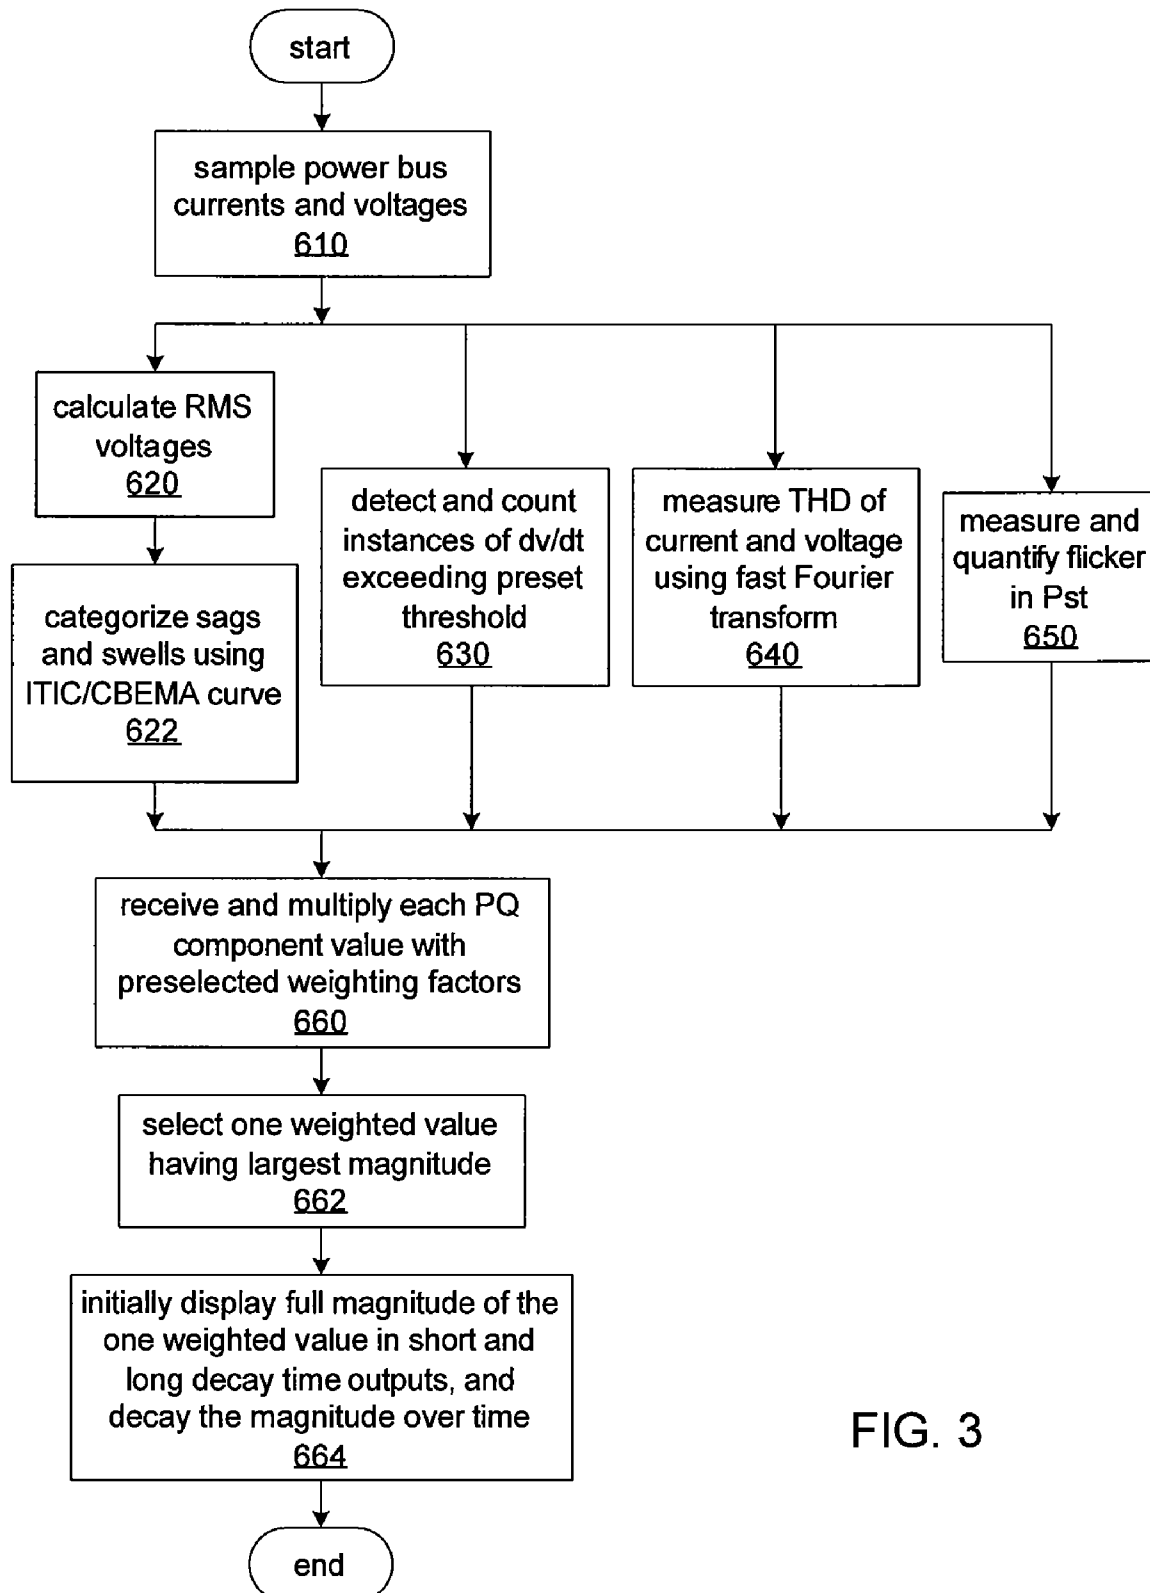 start
sample power bus
currents and voltages
610
calculate RMS
voltages
620
categorize sags
and swells using
ITIC/CBEMA curve
622
detect and count
instances of dv/dt
exceeding preset
threshold
630
measure THD of
current and voltage
using fast Fourier
transform
640
measure and
quantify flicker
in Pst
650
receive and multiply each PQ
component value with
preselected weighting factors
660
select one weighted value
having largest magnitude
662
initially display full magnitude of the
one weighted value in short and
long decay time outputs, and
decay the magnitude over time
664
end
FIG. 3